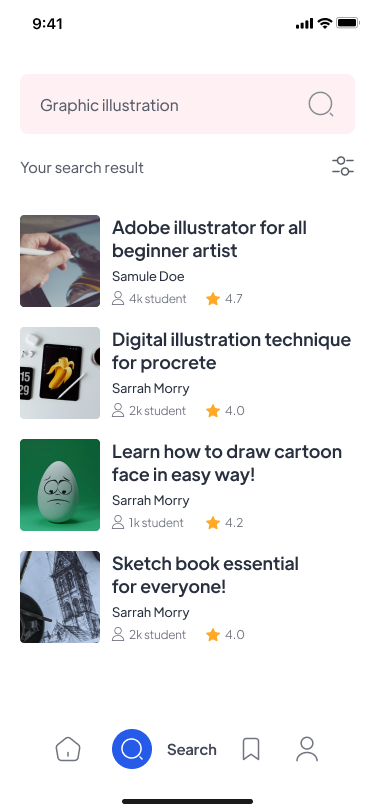 9:41
Graphic illustration
Your search result
Adobe illustrator for all
beginner artist
Samule Doe
4k student 4.7
15
29
Digital illustration technique
for procrete
Sarrah Morry
2k student 4.0
Learn how to draw cartoon
face in easy way!
Sarrah Morry
1k student 4.2
Sketch book essential
for everyone!
Sarrah Morry
2k student 4.0
Search